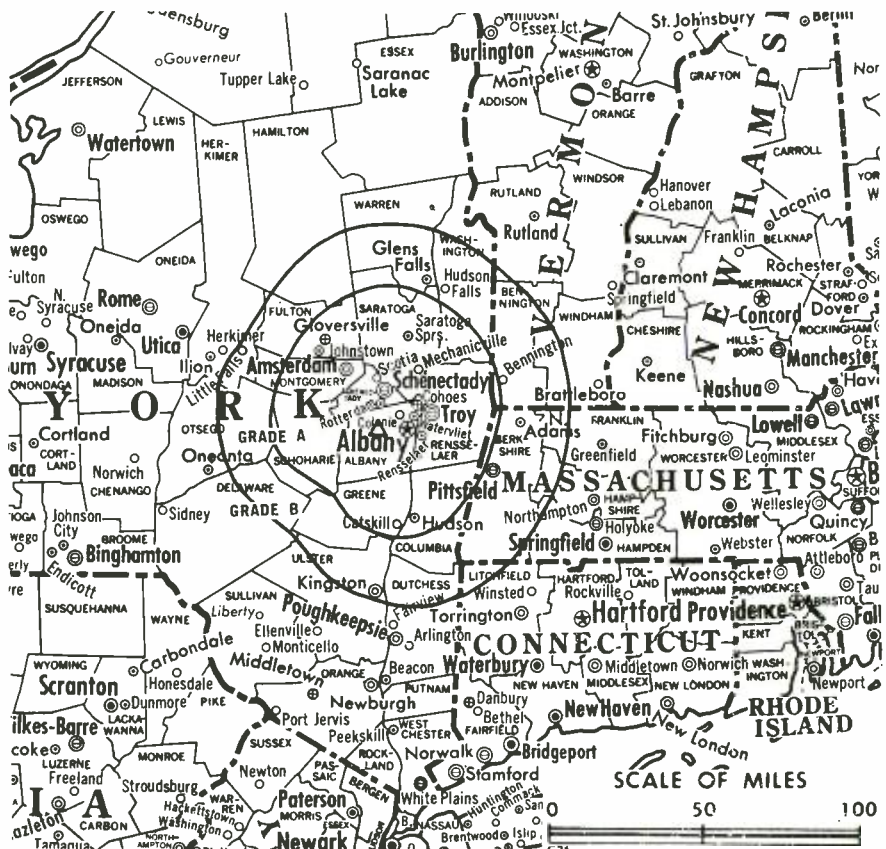 Winooski
Essex Jct.
St. Johnsbury
Berlin
Gouverneur
ESSEX
Burlington
WASHINGTON
Tupper Lake
Saranac
Lake
Montpelier
GRAFTON
JEFFERSON
ADDISON
Barre
ORANGE
LEWIS
Watertown
HER-
KIMER
HAMILTON
CARROLL
VERMONT
NEW HAMPS
WINDSOR
WARREN
RUTLAND
Hanover
Lebanon
OSWEGO
Laconia
Rutland
SULLIVAN
Franklin
BELKNAP
Glens
Falls
WASH-
INGTON
ONEIDA
Fulton
Claremont
Rochester
Hudson
Falls
BEN-
NINGTON
MERRIMACK
STRAF-
FORD
N.
Syracuse
Rome
Springfield
Dover
SARATOGA
FULTON
WINDHAM
Concord
Oneida
Gloversville
CHESHIRE
HILLS-
BORO
ROCKINGHAM
Saratoga
Sprs.
Utica
Herkimer
Johnstown
Mechanicville
Manchester
Syracuse
Ilion
Little Falls
Amsterdam
Scotia
Bennington
Keene
ONONDAGA
MADISON
MONTGOMERY
Schenectady
Nashua
Cohoes
Brattleboro
YORK
Rotterdam
Troy
Colonie
Watervliet
Lowell
OTSEGO
GRADE A
Albany
RENSSE-
LAER
BERK
SHIRE
N.
Adams
FRANKLIN
Fitchburg
MIDDLESEX
Cortland
CORT-
LAND
Oneonta
SCHOHARIE
ALBANY
Rensselaer
Greenfield
WORCESTER
Leominster
Norwich
CHENANGO
DELAWARE
GREENE
Pittsfield
MASSACHUSETTS
GRADE B
Northampton
HAMP
SHIRE
Wellesley
Sidney
Catskill
Hudson
Holyoke
Worcester
Quincy
Johnson
City
BROOME
COLUMBIA
Springfield
HAMPDEN
Webster
NORFOLK
Binghamton
ULSTER
Attleboro
Endicott
Kingston
DUTCHESS
LITCHFIELD
HARTFORD
TOL-
LAND
Woonsocket
SULLIVAN
Winsted
Rockville
WINDHAM
PROVIDENCE
SUSQUEHANNA
WAYNE
Liberty
Poughkeepsie
Fairview
Torrington
Hartford
Providence
BRISTOL
Ellenville
Arlington
KENT
Monticello
CONNECTICUT
WYOMING
Carbondale
Middletown
Beacon
Waterbury
Middletown
Norwich
WASH
INGTON
Scranton
Honesdale
ORANGE
PUTNAM
NEW HAVEN
MIDDLESEX
NEW LONDON
Newport
Dunmore
PIKE
Newburgh
Danbury
RHODE
ISLAND
LACKA-
WANNA
Port Jervis
Bethel
New Haven
New London
ilkes-Barre
Peekskill
WEST
CHESTER
FAIRFIELD
SUSSEX
Bridgeport
MONROE
ROCK-
LAND
Norwalk
LUZERNE
PAS-
SAIC
Stamford
Freeland
Newton
SCALE OF MILES
Stroudsburg
BERGEN
White Plains
WAR-
REN
Paterson
Huntington
Commack
0 50 100
IA
Hackettstown
MORRIS
ESSEX
CARBON
Washington
NASSAU
NORTH-
AMPTON
Newark
Brentwood
Islip
Tamaqua